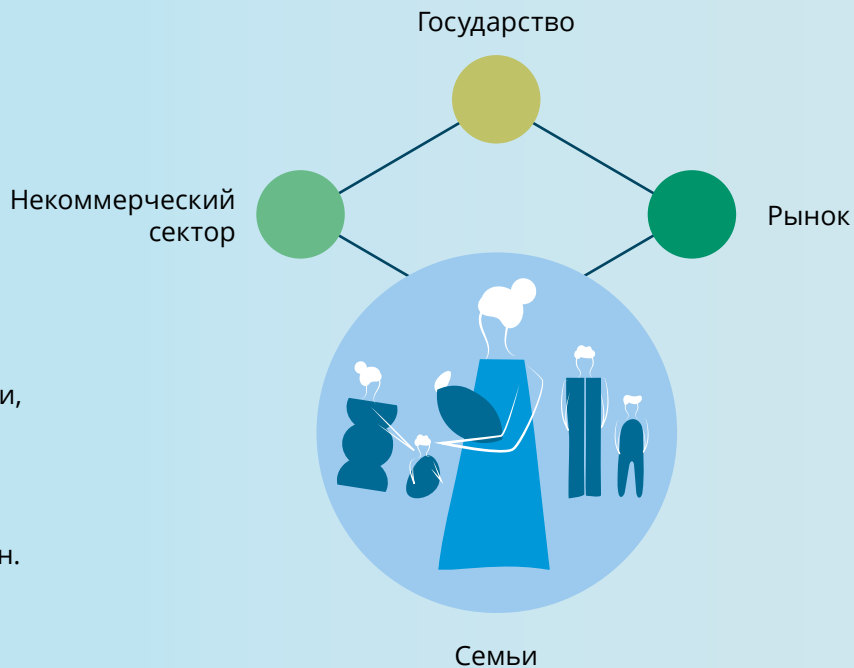 Государство
Некоммерческий
сектор
Рынок
и,
н.
Семьи